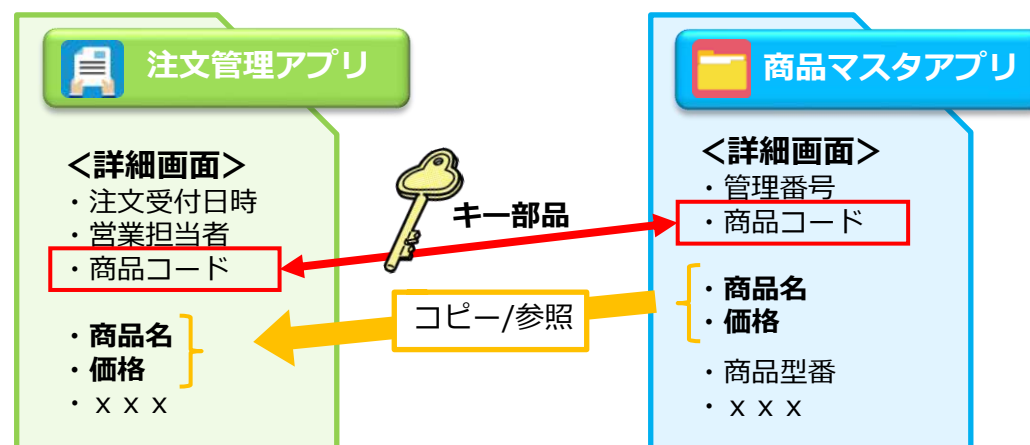 注文管理アプリ
＜詳細画面＞
・注文受付日時
・営業担当者
・商品コード
・商品名
・価格
・ｘｘｘ
キー部品
コピー/参照
商品マスタアプリ
＜詳細画面＞
・管理番号
・商品コード
・商品名
・価格
・商品型番
・ｘｘｘ